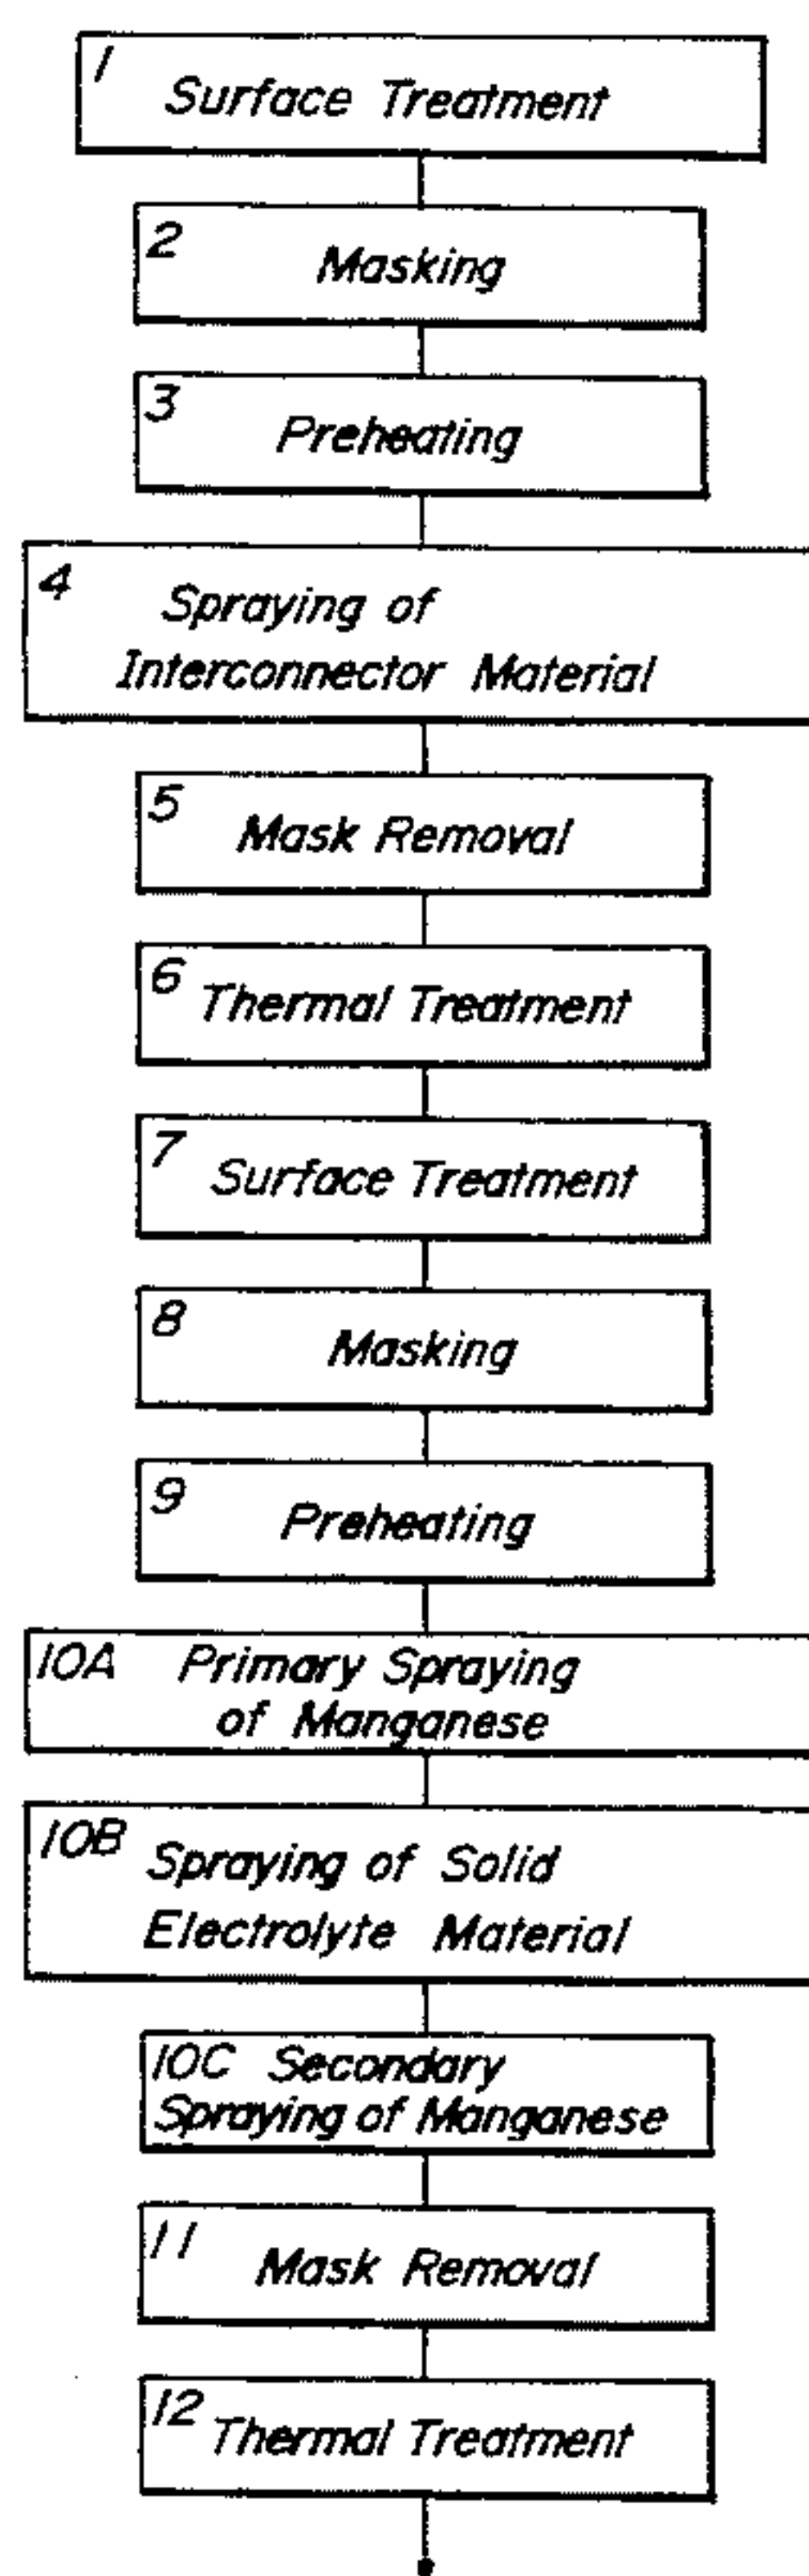 1
Surface Treatment
2
Masking
3
Preheating
4
Spraying of
Interconnector Material
5
Mask Removal
6
Thermal Treatment
7
Surface Treatment
8
Masking
9
Preheating
10A Primary Spraying
of Manganese
10B
Spraying of Solid
Electrolyte Material
10C Secondary
Spraying of Manganese
11
Mask Removal
12
Thermal Treatment